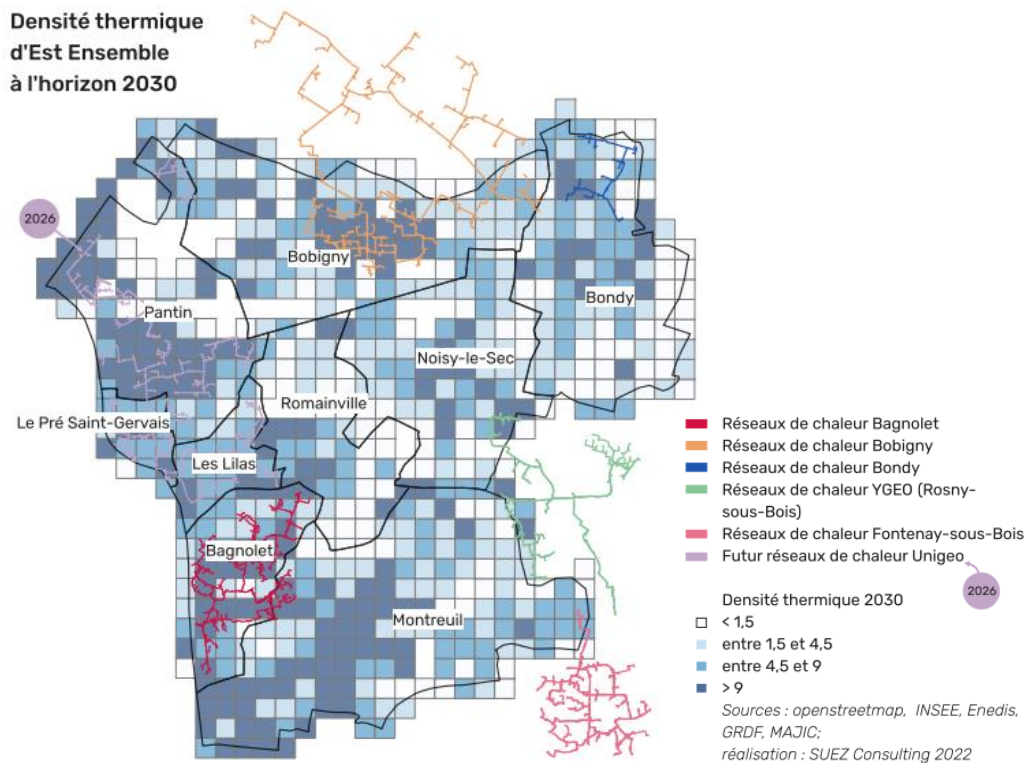 Densité thermique
d'Est Ensemble
à l'horizon 2030
2026
Bobigny
Bondy
Pantin
Noisy-le-Sec
Romainville
Le Pré Saint-Gervais
Les Lilas
Bagnolet
Montreuil
Réseaux de chaleur Bagnolet
Réseaux de chaleur Bobigny
Réseaux de chaleur Bondy
Réseaux de chaleur YGEO (Rosny-
sous-Bois)
Réseaux de chaleur Fontenay-sous-Bois
Futur réseaux de chaleur Unigeo
2026
Densité thermique 2030
< 1,5
entre 1,5 et 4,5
entre 4,5 et 9
> 9
Sources : openstreetmap, INSEE, Enedis,
GRDF, MAJIC;
réalisation : SUEZ Consulting 2022